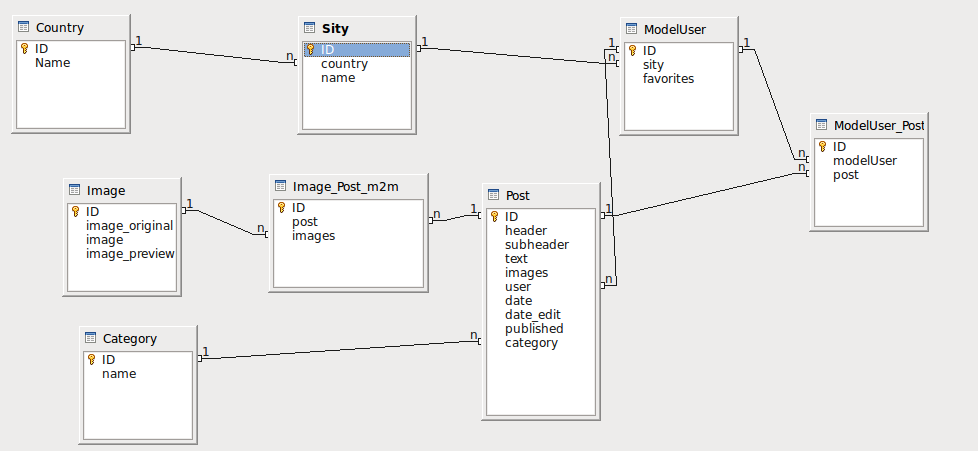 Country
ID
Name
1
n
Sity
ID
country
name
1
n
ModelUser
ID
sity
favorites
1
1
n
ModelUser_Post
ID
modelUser
post
n
n
Image
ID
image_original
image
image_preview
1
n
Image_Post_m2m
ID
post
images
n
1
Post
ID
header
subheader
text
images
user
date
date_edit
published
category
1
n
n
Category
ID
name
1